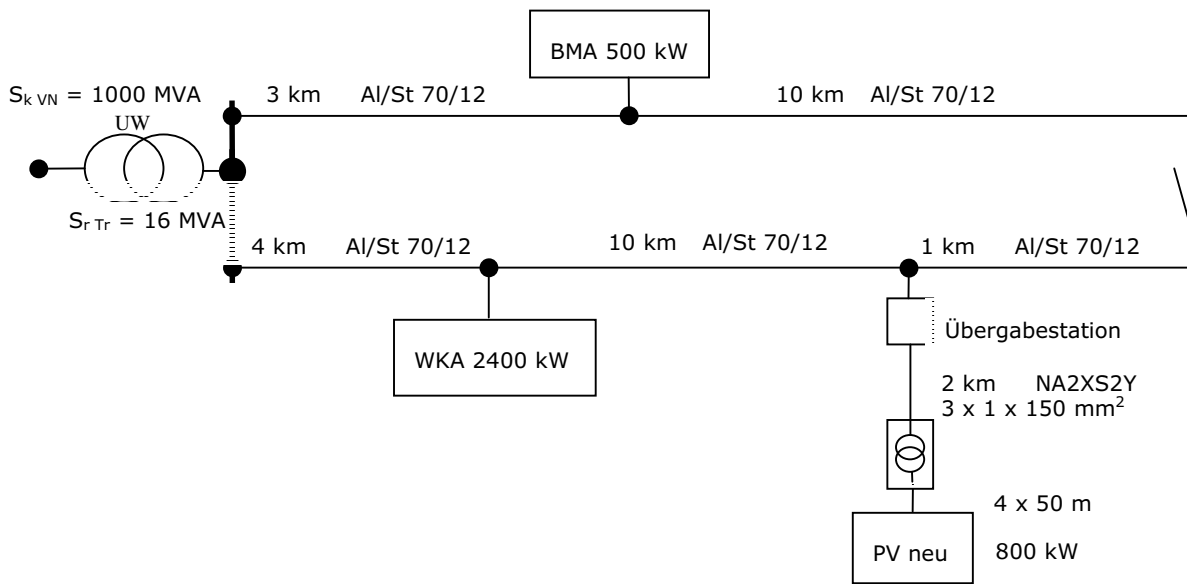 BMA 500 kW
S k VN = 1000 MVA
3 km Al/St 70/12
10 km Al/St 70/12
UW
S r Tr = 16 MVA
4 km Al/St 70/12
10 km Al/St 70/12
1 km Al/St 70/12
WKA 2400 kW
Übergabestation
2 km NA2XS2Y
3 x 1 x 150 mm²
4 x 50 m
PV neu
800 kW